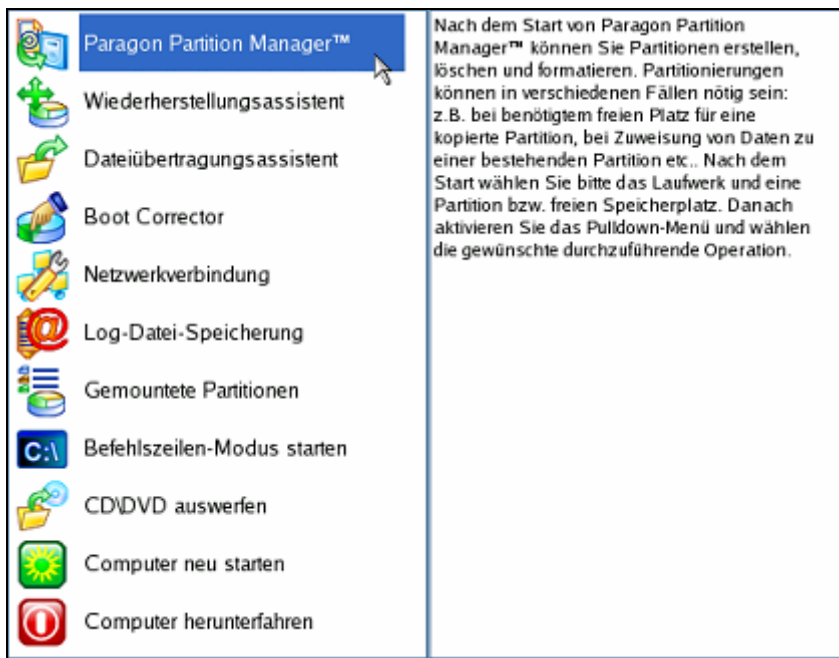 Paragon Partition Manager™
Wiederherstellungsassistent
Dateiübertragungsassistent
Boot Corrector
Netzwerkverbindung
Log-Datei-Speicherung
Gemountete Partitionen
C:\
Befehlszeilen-Modus starten
CD\DVD auswerfen
Computer neu starten
Computer herunterfahren
Nach dem Start von Paragon Partition
Manager™ können Sie Partitionen erstellen,
löschen und formatieren. Partitionierungen
können in verschiedenen Fällen nötig sein:
z.B. bei benötigtem freien Platz für eine
kopierte Partition, bei Zuweisung von Daten zu
einer bestehenden Partition etc.. Nach dem
Start wählen Sie bitte das Laufwerk und eine
Partition bzw. freien Speicherplatz. Danach
aktivieren Sie das Pulldown-Menü und wählen
die gewünschte durchzuführende Operation.